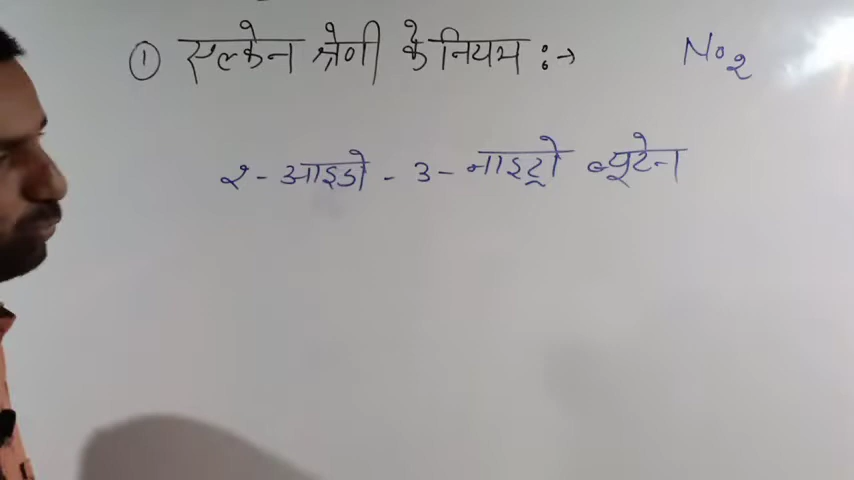 ① एल्केन श्रेणी के नियम :→ No₂
२ - आइडो - 3 - नाइट्रो ब्यूटेन